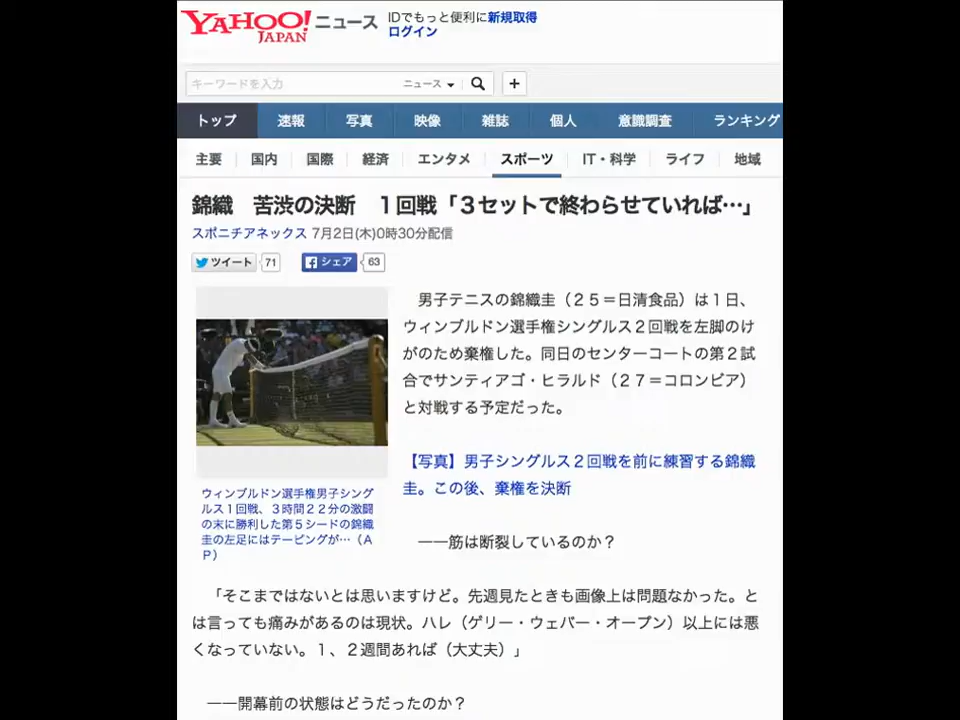 YAHOO! JAPAN ニュース
IDでもっと便利に新規取得
ログイン
キーワードを入力 ニュース
トップ 速報 写真 映像 雑誌 個人 意識調査 ランキング
主要 国内 国際 経済 エンタメ スポーツ IT・科学 ライフ 地域
錦織 苦渋の決断 1回戦「3セットで終わらせていれば…」
スポニチアネックス 7月2日(木)0時30分配信
ツイート 71 シェア 63
男子テニスの錦織圭(25=日清食品)は1日、
ウィンブルドン選手権シングルス2回戦を左脚のけ
がのため棄権した。同日のセンターコートの第2試
合でサンティアゴ・ヒラルド(27=コロンビア)
と対戦する予定だった。
【写真】男子シングルス2回戦を前に練習する錦織
圭。この後、棄権を決断
ウィンブルドン選手権男子シング
ルス1回戦、3時間22分の激闘
の末に勝利した第5シードの錦織
圭の左足にはテーピングが…(A
P)
――筋は断裂しているのか?
「そこまではないとは思いますけど。先週見たときも画像上は問題なかった。と
は言っても痛みがあるのは現状。ハレ(ゲリー・ウェバー・オープン)以上には悪
くなっていない。1、2週間あれば(大丈夫)」
――開幕前の状態はどうだったのか?